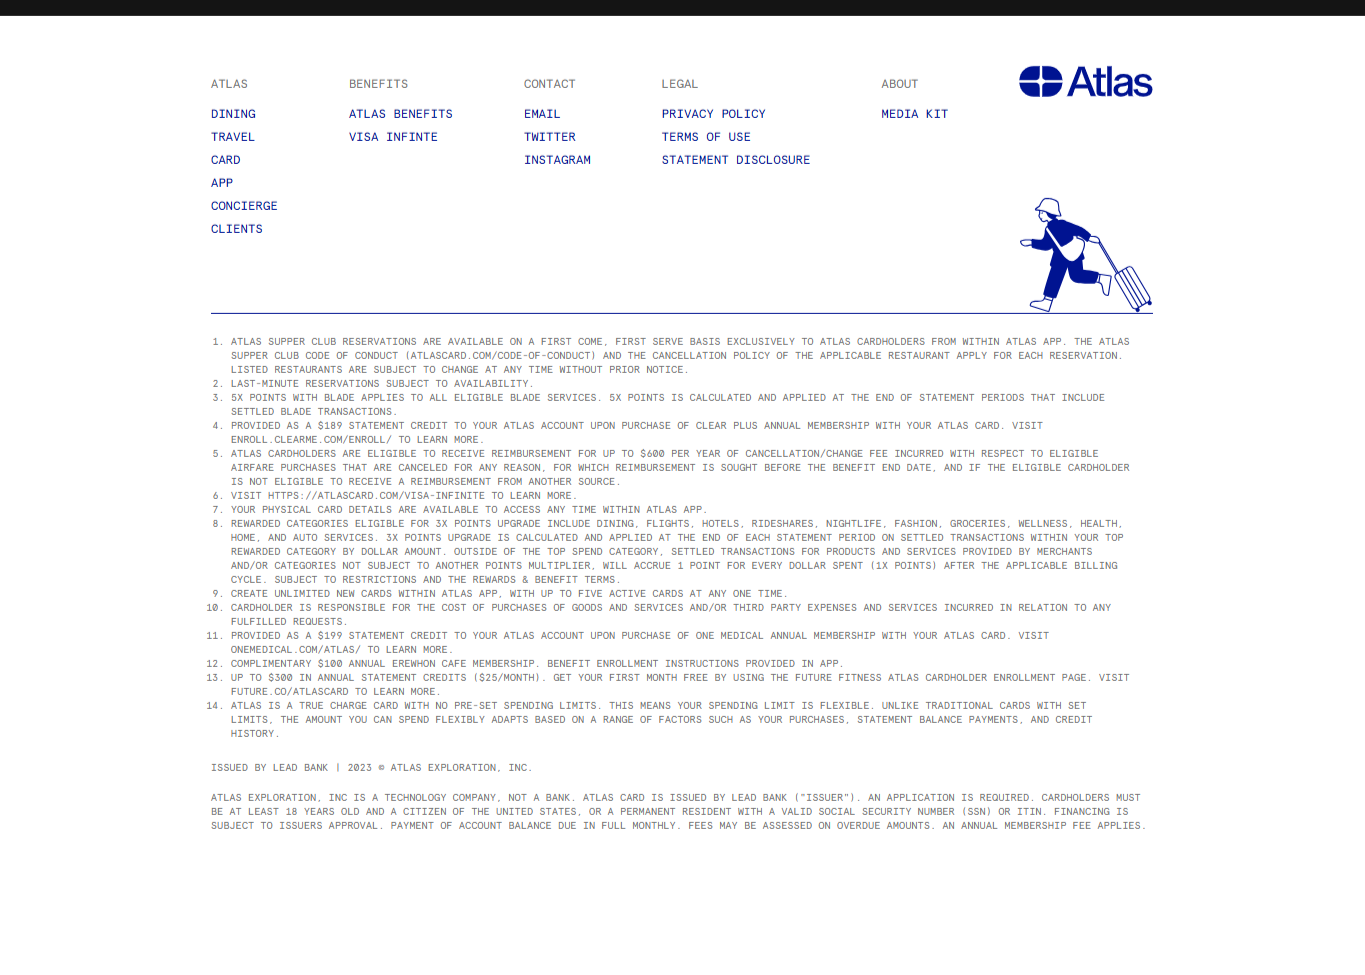 ATLAS
DINING
TRAVEL
CARD
APP
CONCIERGE
CLIENTS
BENEFITS
ATLAS BENEFITS
VISA INFINTE
CONTACT
EMAIL
TWITTER
INSTAGRAM
LEGAL
PRIVACY POLICY
TERMS OF USE
STATEMENT DISCLOSURE
ABOUT
MEDIA KIT
Atlas
1. ATLAS SUPPER CLUB RESERVATIONS ARE AVAILABLE ON A FIRST COME, FIRST SERVE BASIS EXCLUSIVELY TO ATLAS CARDHOLDERS FROM WITHIN ATLAS APP. THE ATLAS
SUPPER CLUB CODE OF CONDUCT (ATLASCARD.COM/CODE-OF-CONDUCT) AND THE CANCELLATION POLICY OF THE APPLICABLE RESTAURANT APPLY FOR EACH RESERVATION.
LISTED RESTAURANTS ARE SUBJECT TO CHANGE AT ANY TIME WITHOUT PRIOR NOTICE.
2. LAST-MINUTE RESERVATIONS SUBJECT TO AVAILABILITY.
3. 5X POINTS WITH BLADE APPLIES TO ALL ELIGIBLE BLADE SERVICES. 5X POINTS IS CALCULATED AND APPLIED AT THE END OF STATEMENT PERIODS THAT INCLUDE
SETTLED BLADE TRANSACTIONS.
4. PROVIDED AS A $189 STATEMENT CREDIT TO YOUR ATLAS ACCOUNT UPON PURCHASE OF CLEAR PLUS ANNUAL MEMBERSHIP WITH YOUR ATLAS CARD. VISIT
ENROLL.CLEARME.COM/ENROLL/ TO LEARN MORE.
5. ATLAS CARDHOLDERS ARE ELIGIBLE TO RECEIVE REIMBURSEMENT FOR UP TO $600 PER YEAR OF CANCELLATION/CHANGE FEE INCURRED WITH RESPECT TO ELIGIBLE
AIRFARE PURCHASES THAT ARE CANCELED FOR ANY REASON, FOR WHICH REIMBURSEMENT IS SOUGHT BEFORE THE BENEFIT END DATE, AND IF THE ELIGIBLE CARDHOLDER
IS NOT ELIGIBLE TO RECEIVE A REIMBURSEMENT FROM ANOTHER SOURCE.
6. VISIT HTTPS://ATLASCARD.COM/VISA-INFINITE TO LEARN MORE.
7. YOUR PHYSICAL CARD DETAILS ARE AVAILABLE TO ACCESS ANY TIME WITHIN ATLAS APP.
8. REWARDED CATEGORIES ELIGIBLE FOR 3X POINTS UPGRADE INCLUDE DINING, FLIGHTS, HOTELS, RIDESHARES, NIGHTLIFE, FASHION, GROCERIES, WELLNESS, HEALTH,
HOME, AND AUTO SERVICES. 3X POINTS UPGRADE IS CALCULATED AND APPLIED AT THE END OF EACH STATEMENT PERIOD ON SETTLED TRANSACTIONS WITHIN YOUR TOP
REWARDED CATEGORY BY DOLLAR AMOUNT. OUTSIDE OF THE TOP SPEND CATEGORY, SETTLED TRANSACTIONS FOR PRODUCTS AND SERVICES PROVIDED BY MERCHANTS
AND/OR CATEGORIES NOT SUBJECT TO ANOTHER POINTS MULTIPLIER, WILL ACCRUE 1 POINT FOR EVERY DOLLAR SPENT (1X POINTS) AFTER THE APPLICABLE BILLING
CYCLE. SUBJECT TO RESTRICTIONS AND THE REWARDS & BENEFIT TERMS.
9. CREATE UNLIMITED NEW CARDS WITHIN ATLAS APP, WITH UP TO FIVE ACTIVE CARDS AT ANY ONE TIME.
10. CARDHOLDER IS RESPONSIBLE FOR THE COST OF PURCHASES OF GOODS AND SERVICES AND/OR THIRD PARTY EXPENSES AND SERVICES INCURRED IN RELATION TO ANY
FULFILLED REQUESTS.
11. PROVIDED AS A $199 STATEMENT CREDIT TO YOUR ATLAS ACCOUNT UPON PURCHASE OF ONE MEDICAL ANNUAL MEMBERSHIP WITH YOUR ATLAS CARD. VISIT
ONEMEDICAL.COM/ATLAS/ TO LEARN MORE.
12. COMPLIMENTARY $100 ANNUAL EREWHON CAFE MEMBERSHIP. BENEFIT ENROLLMENT INSTRUCTIONS PROVIDED IN APP.
13. UP TO $300 IN ANNUAL STATEMENT CREDITS ($25/MONTH). GET YOUR FIRST MONTH FREE BY USING THE FUTURE FITNESS ATLAS CARDHOLDER ENROLLMENT PAGE. VISIT
FUTURE.CO/ATLASCARD TO LEARN MORE.
14. ATLAS IS A TRUE CHARGE CARD WITH NO PRE-SET SPENDING LIMITS. THIS MEANS YOUR SPENDING LIMIT IS FLEXIBLE. UNLIKE TRADITIONAL CARDS WITH SET
LIMITS, THE AMOUNT YOU CAN SPEND FLEXIBLY ADAPTS BASED ON A RANGE OF FACTORS SUCH AS YOUR PURCHASES, STATEMENT BALANCE PAYMENTS, AND CREDIT
HISTORY.
ISSUED BY LEAD BANK | 2023 © ATLAS EXPLORATION, INC.
ATLAS EXPLORATION, INC IS A TECHNOLOGY COMPANY, NOT A BANK. ATLAS CARD IS ISSUED BY LEAD BANK ("ISSUER"). AN APPLICATION IS REQUIRED. CARDHOLDERS MUST
BE AT LEAST 18 YEARS OLD AND A CITIZEN OF THE UNITED STATES, OR A PERMANENT RESIDENT WITH A VALID SOCIAL SECURITY NUMBER (SSN) OR ITIN. FINANCING IS
SUBJECT TO ISSUERS APPROVAL. PAYMENT OF ACCOUNT BALANCE DUE IN FULL MONTHLY. FEES MAY BE ASSESSED ON OVERDUE AMOUNTS. AN ANNUAL MEMBERSHIP FEE APPLIES.